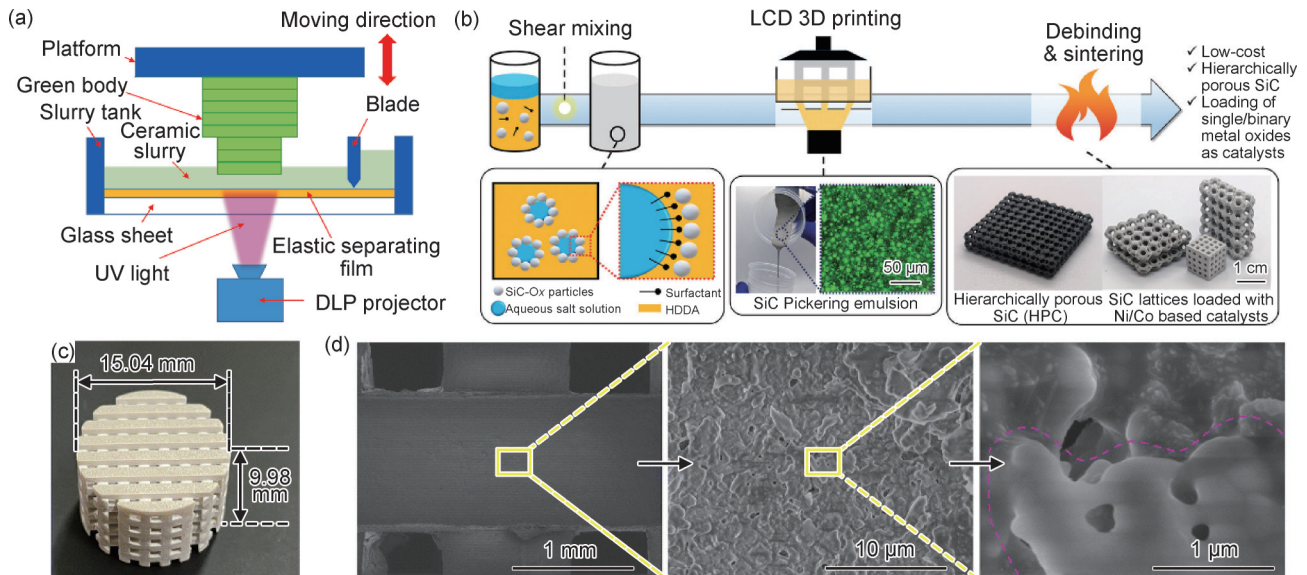 (a)
Moving direction
Platform
Green body
Slurry tank
Ceramic
slurry
Blade
Glass sheet
Elastic separating
film
UV light
DLP projector
(b)
Shear mixing
LCD 3D printing
Debinding
& sintering
✓ Low-cost
✓ Hierarchically
porous SiC
✓ Loading of
single/binary
metal oxides
as catalysts
SiC-Ox particles
Surfactant
Aqueous salt solution
HDDA
50 µm
SiC Pickering emulsion
1 cm
Hierarchically porous
SiC (HPC)
SiC lattices loaded with
Ni/Co based catalysts
(c)
15.04 mm
9.98
mm
(d)
1 mm
10 µm
1 µm